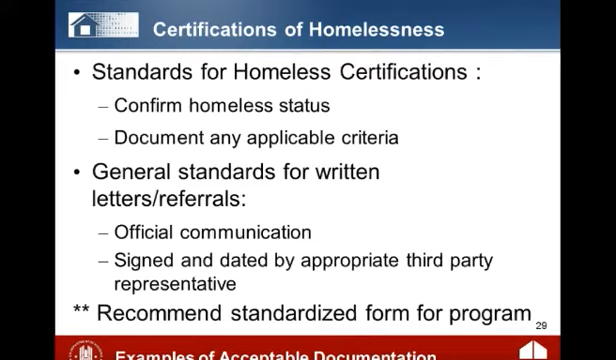 Certifications of Homelessness
• Standards for Homeless Certifications :
– Confirm homeless status
– Document any applicable criteria
• General standards for written
letters/referrals:
– Official communication
– Signed and dated by appropriate third party
representative
** Recommend standardized form for program
29
Examples of Acceptable Documentation